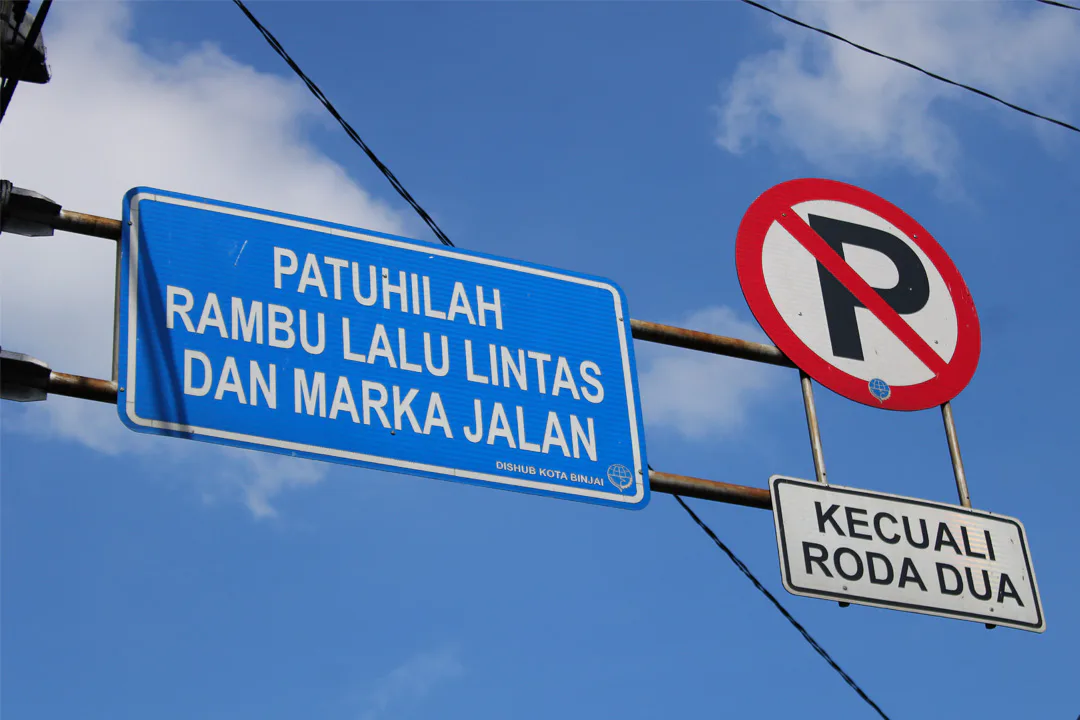 PATUHILAH
RAMBU LALU LINTAS
DAN MARKA JALAN
DISHUB KOTA BINJAI
P
KECUALI
RODA DUA